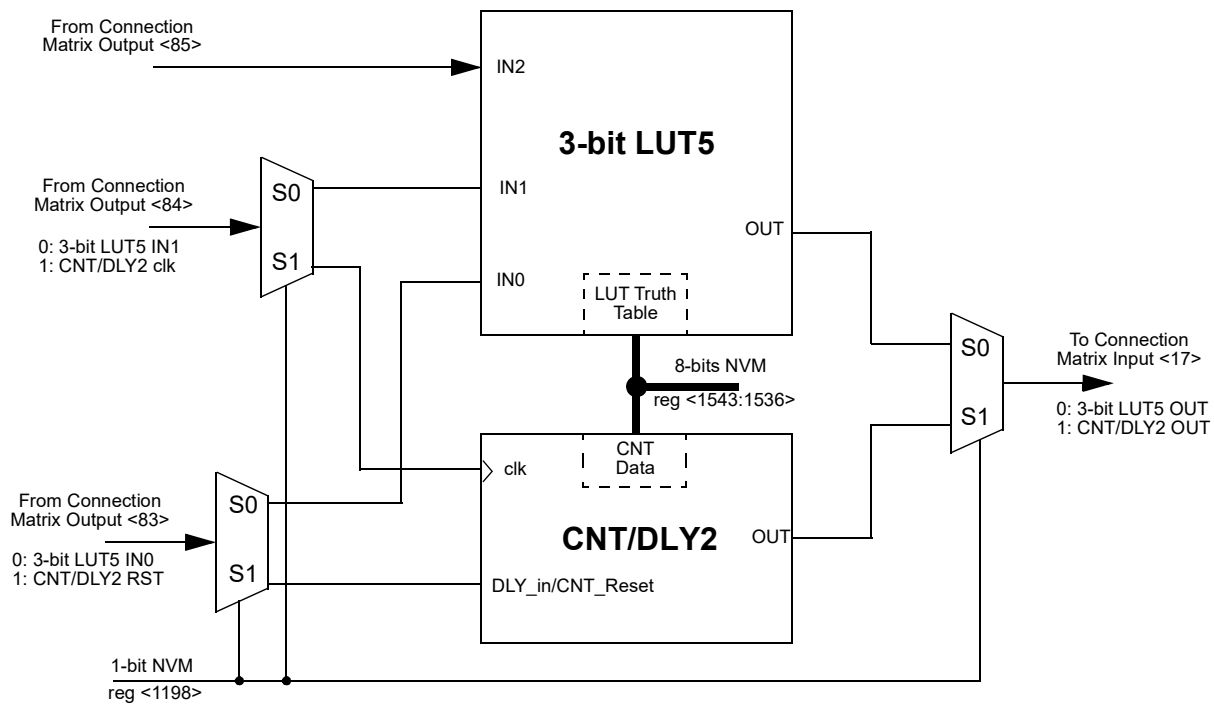 From Connection
Matrix Output <85>
IN2
3-bit LUT5
From Connection
Matrix Output <84>
S0
IN1
0: 3-bit LUT5 IN1
1: CNT/DLY2 clk
S1
OUT
IN0
LUT Truth
Table
8-bits NVM
reg <1543:1536>
S0
To Connection
Matrix Input <17>
S1
0: 3-bit LUT5 OUT
1: CNT/DLY2 OUT
CNT
Data
clk
From Connection
Matrix Output <83>
S0
CNT/DLY2
OUT
0: 3-bit LUT5 IN0
1: CNT/DLY2 RST
S1
DLY_in/CNT_Reset
1-bit NVM
reg <1198>